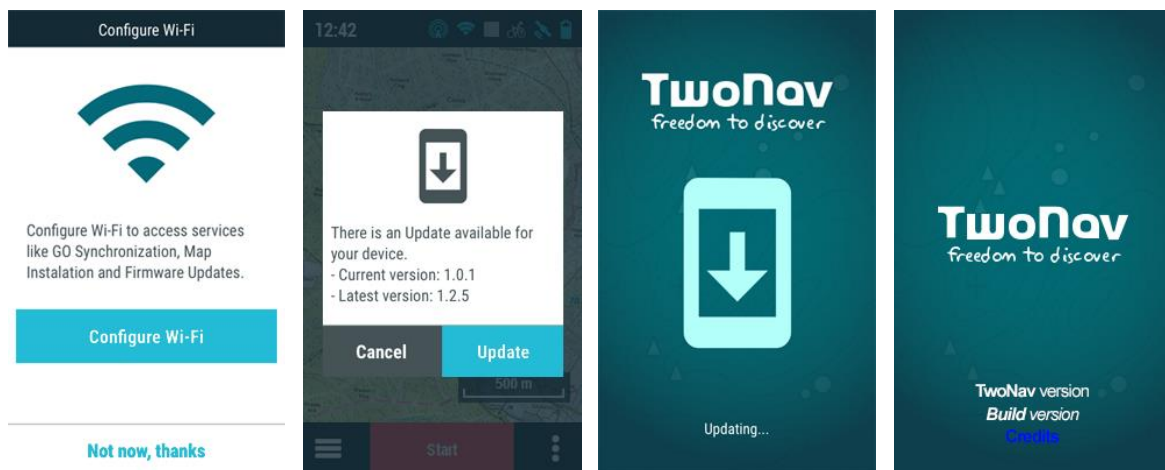 Configure Wi-Fi
Configure Wi-Fi to access services
like GO Synchronization, Map
Instalation and Firmware Updates.
Configure Wi-Fi
Not now, thanks
12:42
There is an Update available for
your device.
- Current version: 1.0.1
- Latest version: 1.2.5
Cancel
Update
500 m
Start
TwoNav
freedom to discover
Updating...
TwoNav
freedom to discover
TwoNav version
Build version
Credits